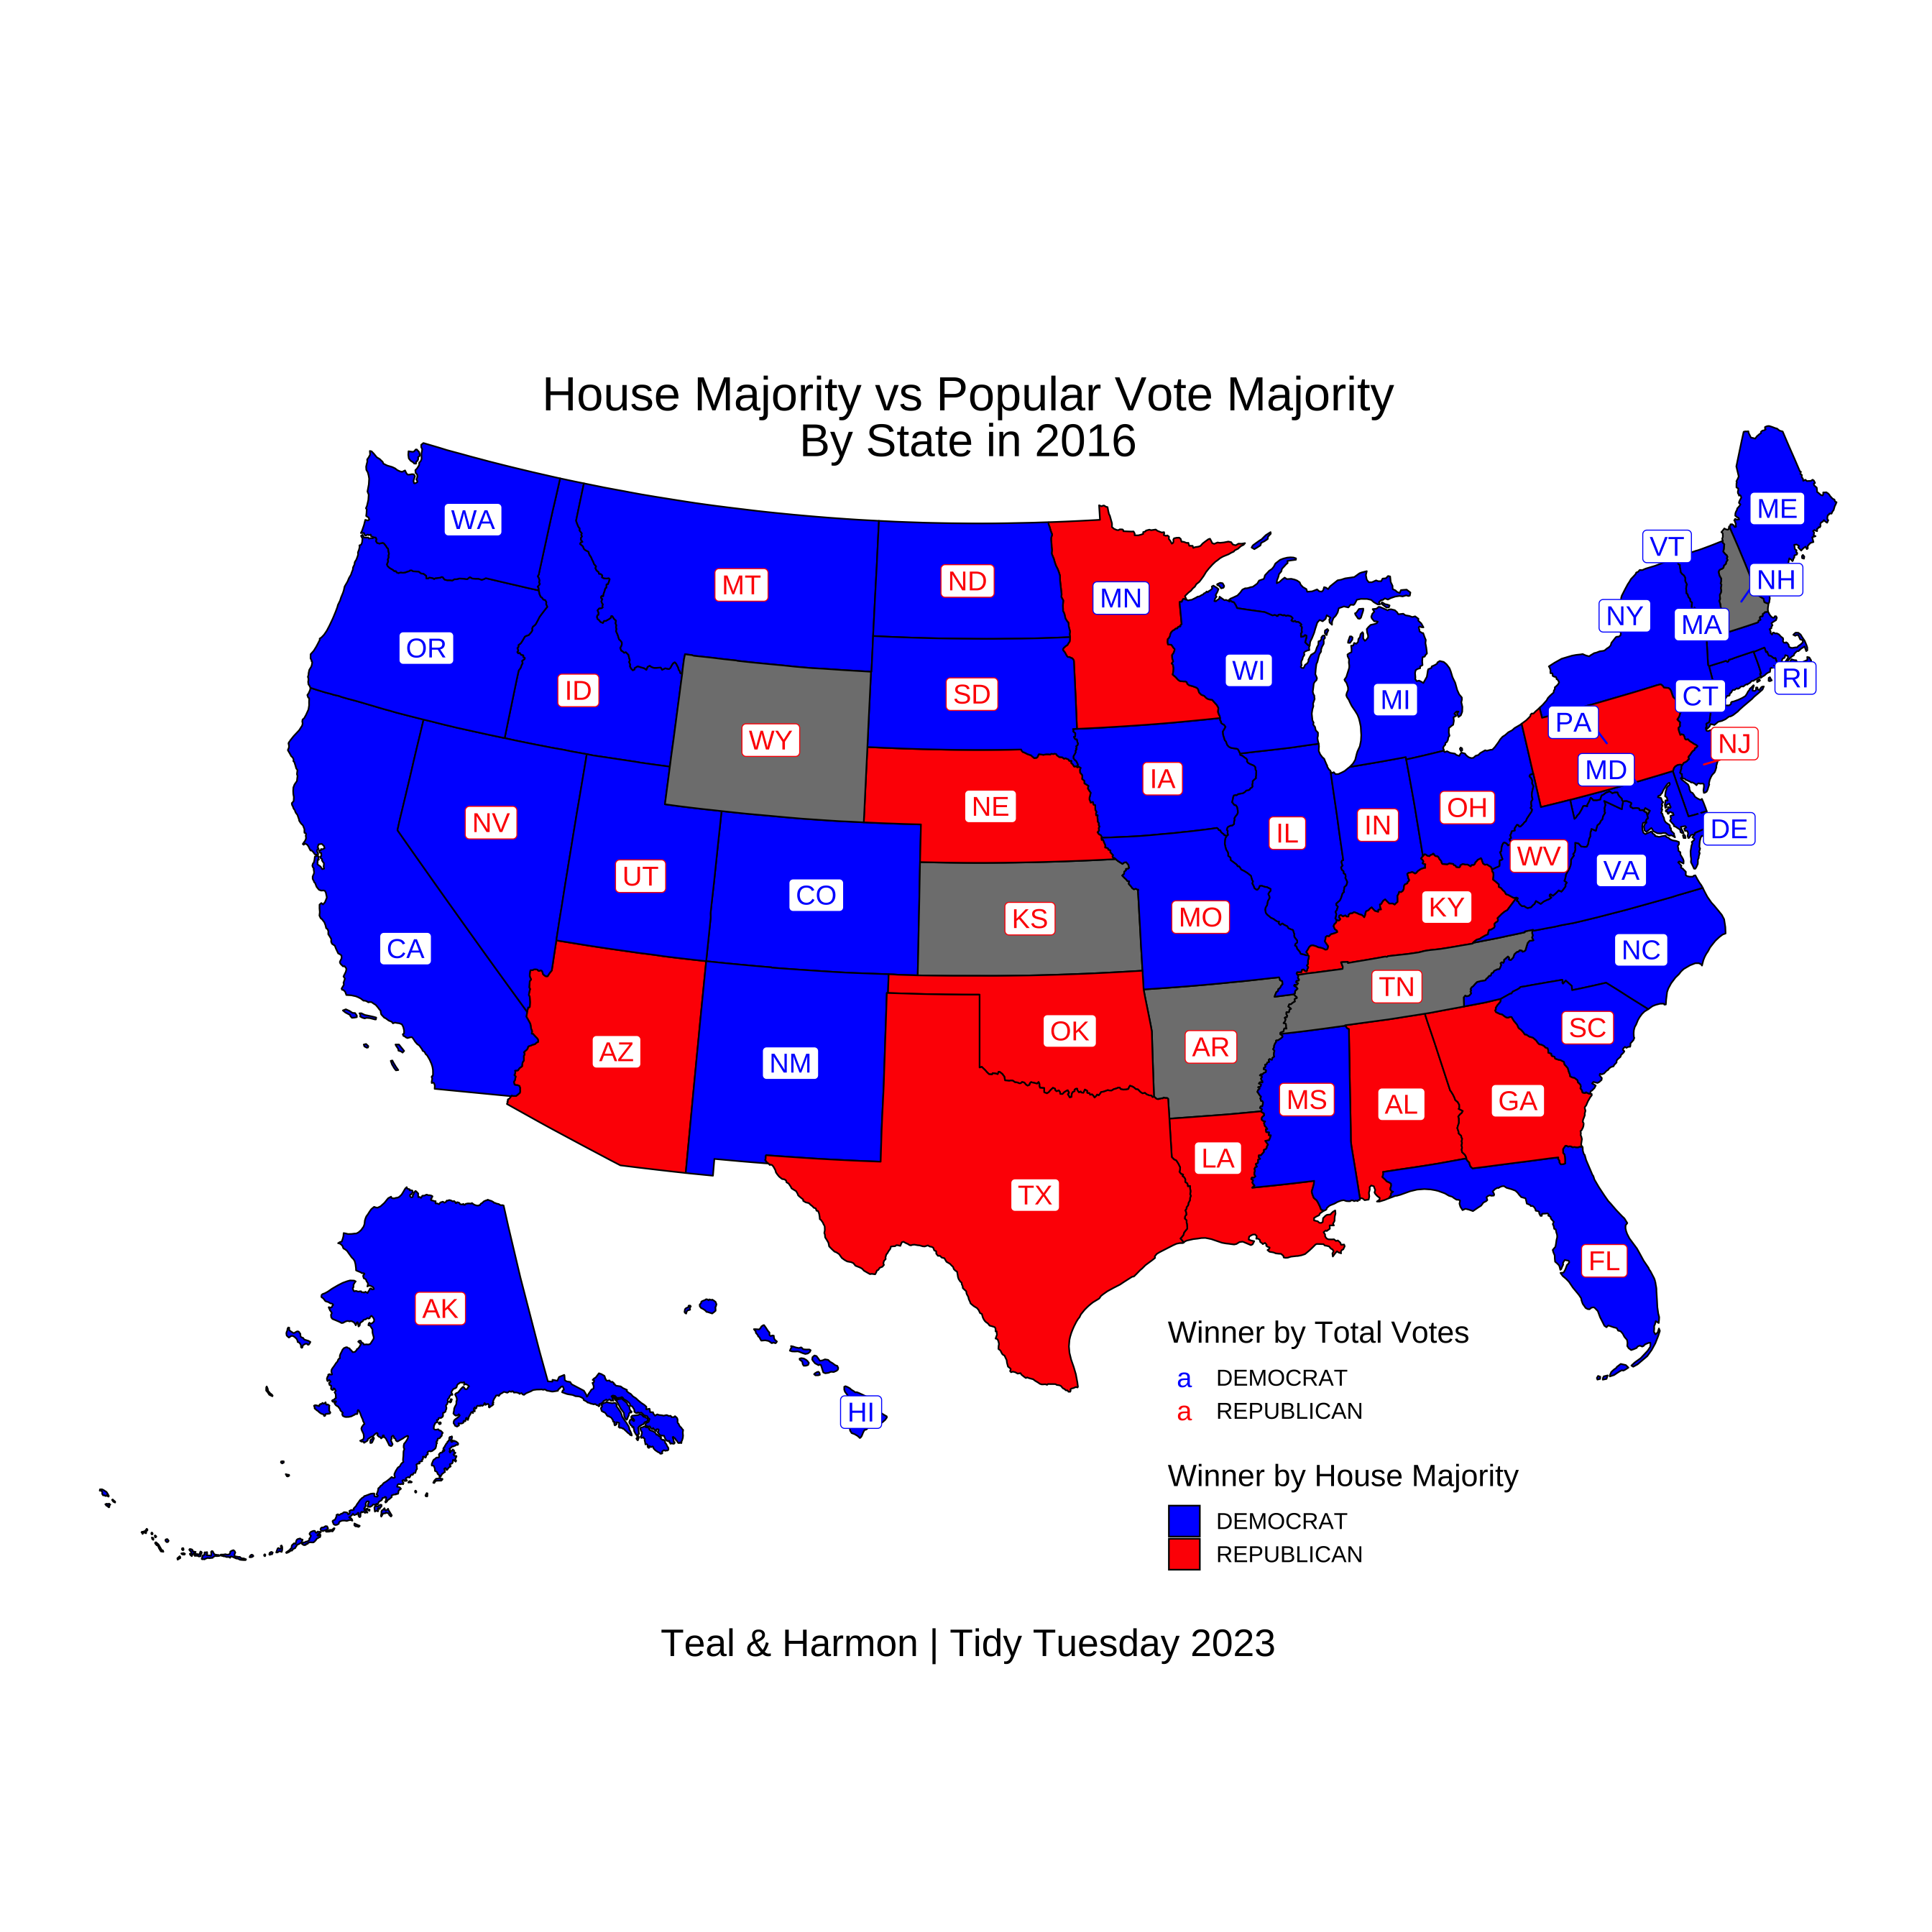 House Majority vs Popular Vote Majority
By State in 2016
ME
WA
VT
MT
ND
NH
MN
NY
MA
OR
WI
RI
ID
SD
MI
CT
PA
WY
NJ
MD
IA
NE
OH
NV
IN
DE
IL
WV
UT
VA
CO
KY
KS
MO
CA
NC
TN
SC
OK
AR
AZ
NM
MS
GA
AL
LA
TX
FL
AK
Winner by Total Votes
a DEMOCRAT
a REPUBLICAN
HI
Winner by House Majority
DEMOCRAT
REPUBLICAN
Teal & Harmon | Tidy Tuesday 2023